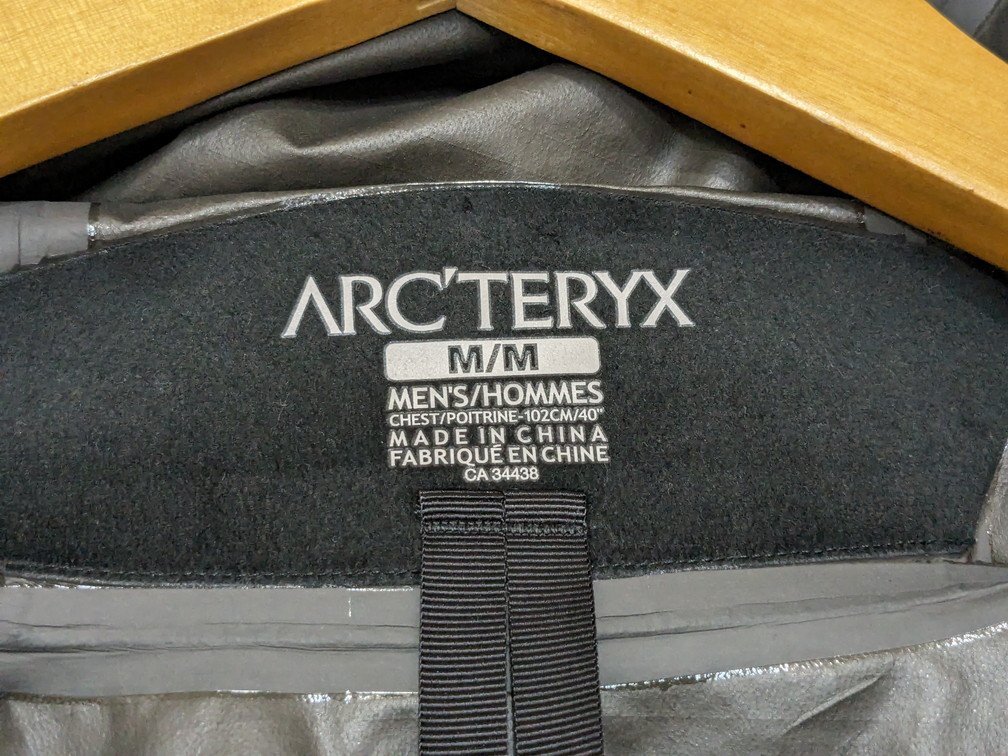 ARC'TERYX
M/M
MEN'S/HOMMES
CHEST/POITRINE-102CM/40"
MADE IN CHINA
FABRIQUÉ EN CHINE
CA 34438